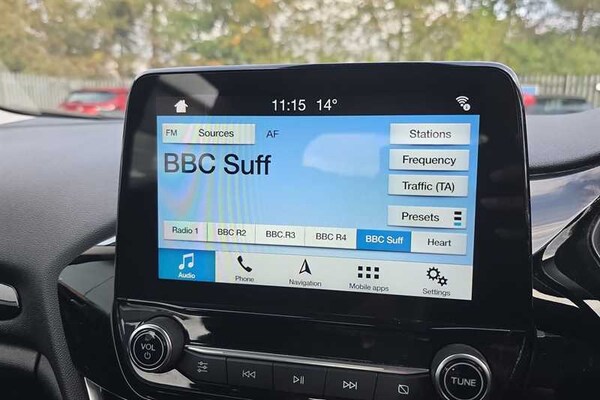 11:15 14°
FM Sources AF Stations
BBC Suff
Frequency
Traffic (TA)
Presets
Radio 1 BBC R2 BBC.R3 BBC R4 BBC Suff Heart
Audio Phone Navigation Mobile apps Settings
VOL
TUNE